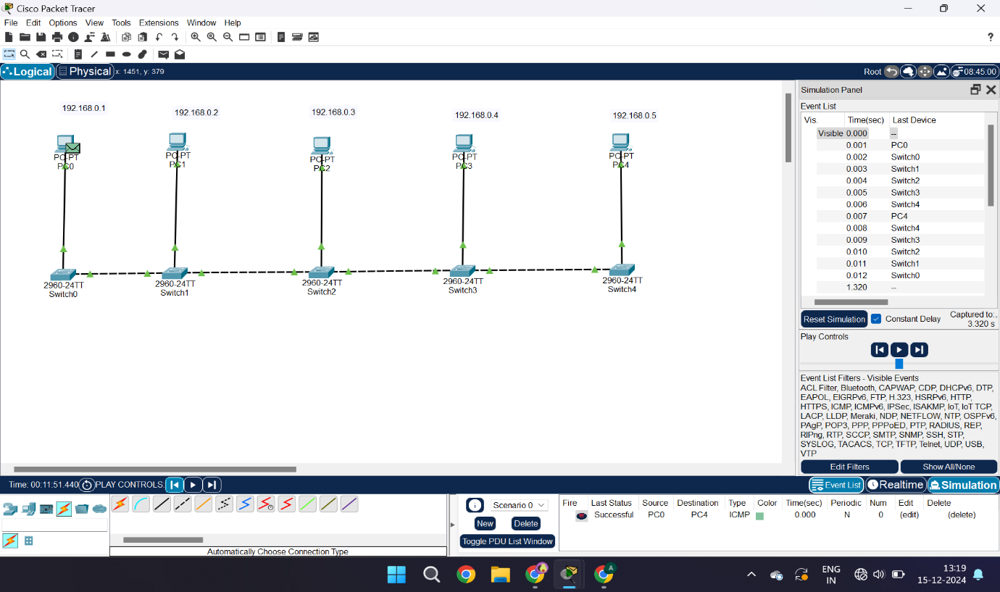 Cisco Packet Tracer
File Edit Options View Tools Extensions Window Help
?
Logical Physical x: 1451, y: 379 Root 08:45:00
192.168.0.1 192.168.0.2 192.168.0.3 192.168.0.4 192.168.0.5
PC-PT PC-PT PC-PT PC-PT PC-PT
PC0 PC1 PC2 PC3 PC4
2960-24TT 2960-24TT 2960-24TT 2960-24TT 2960-24TT
Switch0 Switch1 Switch2 Switch3 Switch4
Simulation Panel
Event List
Vis. Time(sec) Last Device
Visible 0.000 --
0.001 PC0
0.002 Switch0
0.003 Switch1
0.004 Switch2
0.005 Switch3
0.006 Switch4
0.007 PC4
0.008 Switch4
0.009 Switch3
0.010 Switch2
0.011 Switch1
0.012 Switch0
1.320 --
Reset Simulation Constant Delay Captured to:
3.320 s
Play Controls
Event List Filters - Visible Events
ACL Filter, Bluetooth, CAPWAP, CDP, DHCPv6, DTP,
EAPOL, EIGRPv6, FTP, H.323, HSRPv6, HTTP,
HTTPS, ICMP, ICMPv6, IPSec, ISAKMP, IoT, IoT TCP,
LACP, LLDP, Meraki, NDP, NETFLOW, NTP, OSPFv6,
PAgP, POP3, PPP, PPPoED, PTP, RADIUS, REP,
RIPng, RTP, SCCP, SMTP, SNMP, SSH, STP,
SYSLOG, TACACS, TCP, TFTP, Telnet, UDP, USB,
VTP
Edit Filters Show All/None
Time: 00:11:51.440 PLAY CONTROLS: Event List Realtime Simulation
Scenario 0
New Delete
Toggle PDU List Window
Fire Last Status Source Destination Type Color Time(sec) Periodic Num Edit Delete
Successful PC0 PC4 ICMP 0.000 N 0 (edit) (delete)
Automatically Choose Connection Type
A
ENG
IN
13:19
15-12-2024